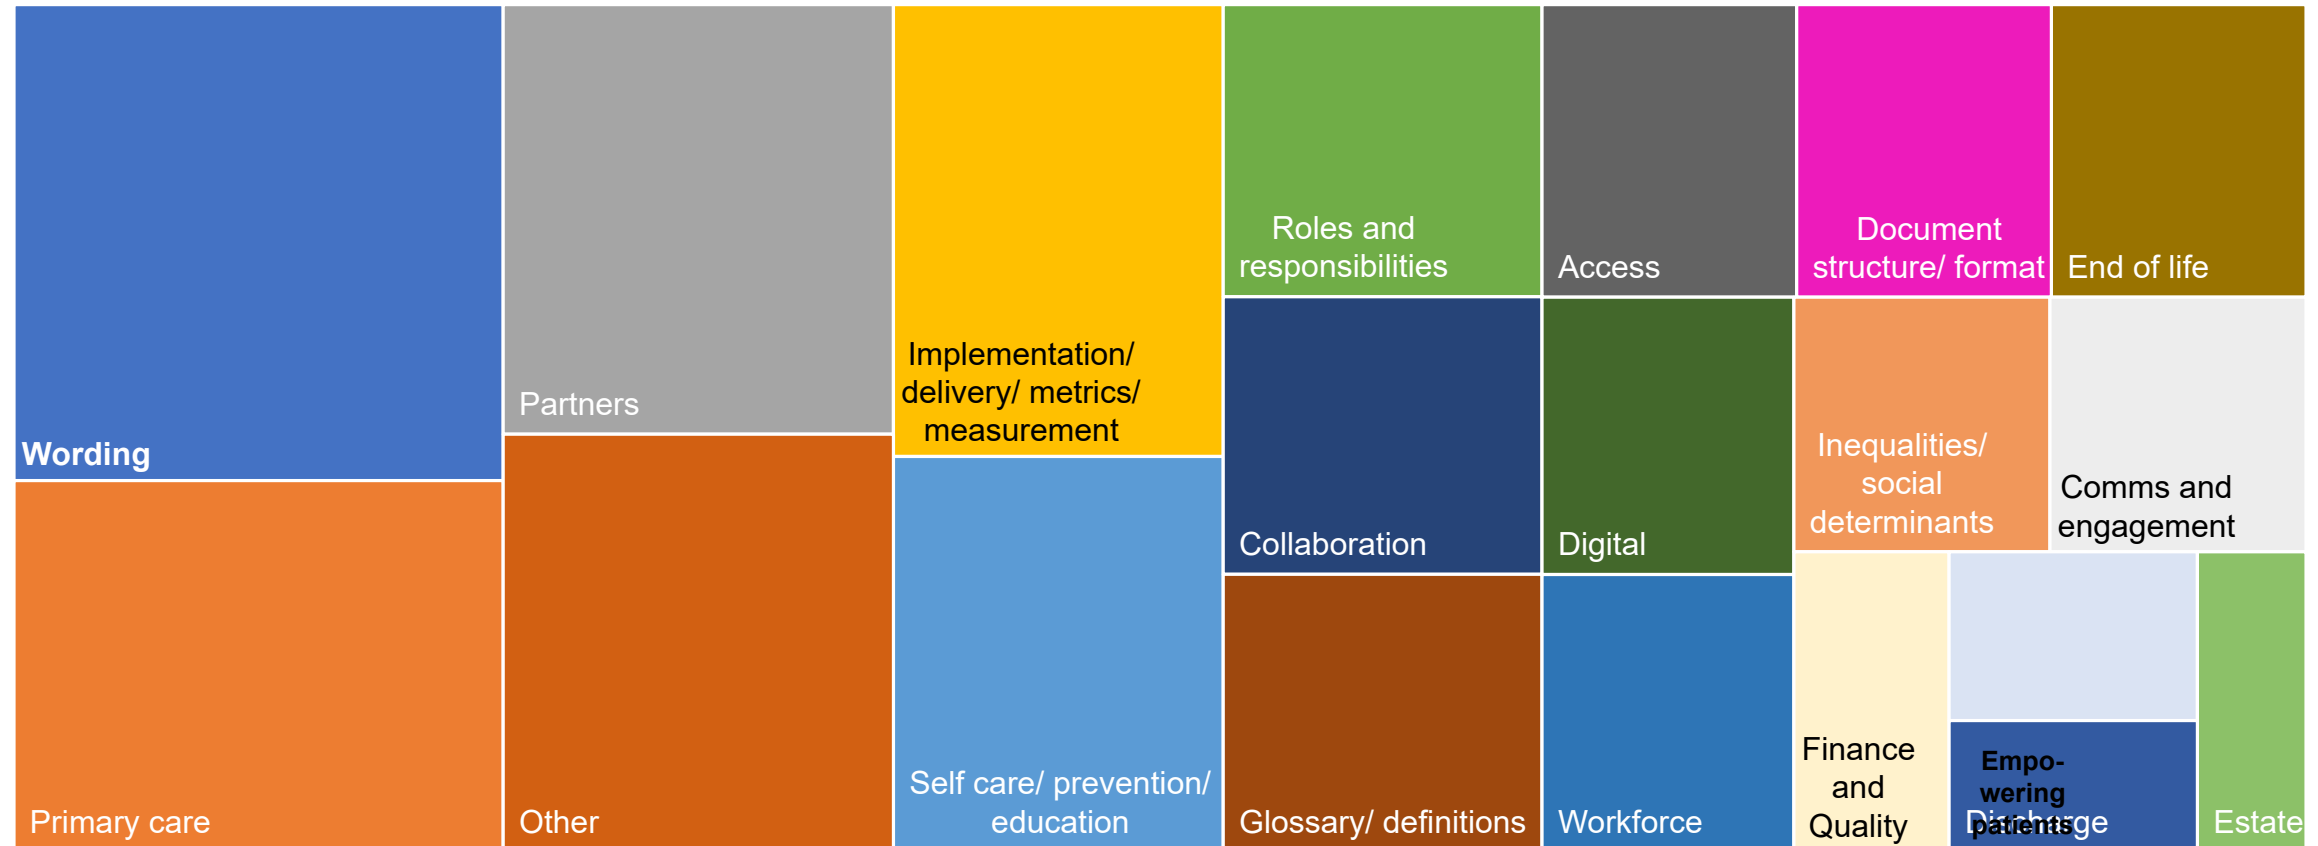 Wording
Primary care
Partners
Other
Implementation/
delivery/ metrics/
measurement
Self care/ prevention/
education
Roles and
responsibilities
Collaboration
Glossary/ definitions
Access
Digital
Workforce
Document
structure/ format
End of life
Inequalities/
social
determinants
Comms and
engagement
Finance
and
Quality
Empo-
wering
patients
Discharge
Estate